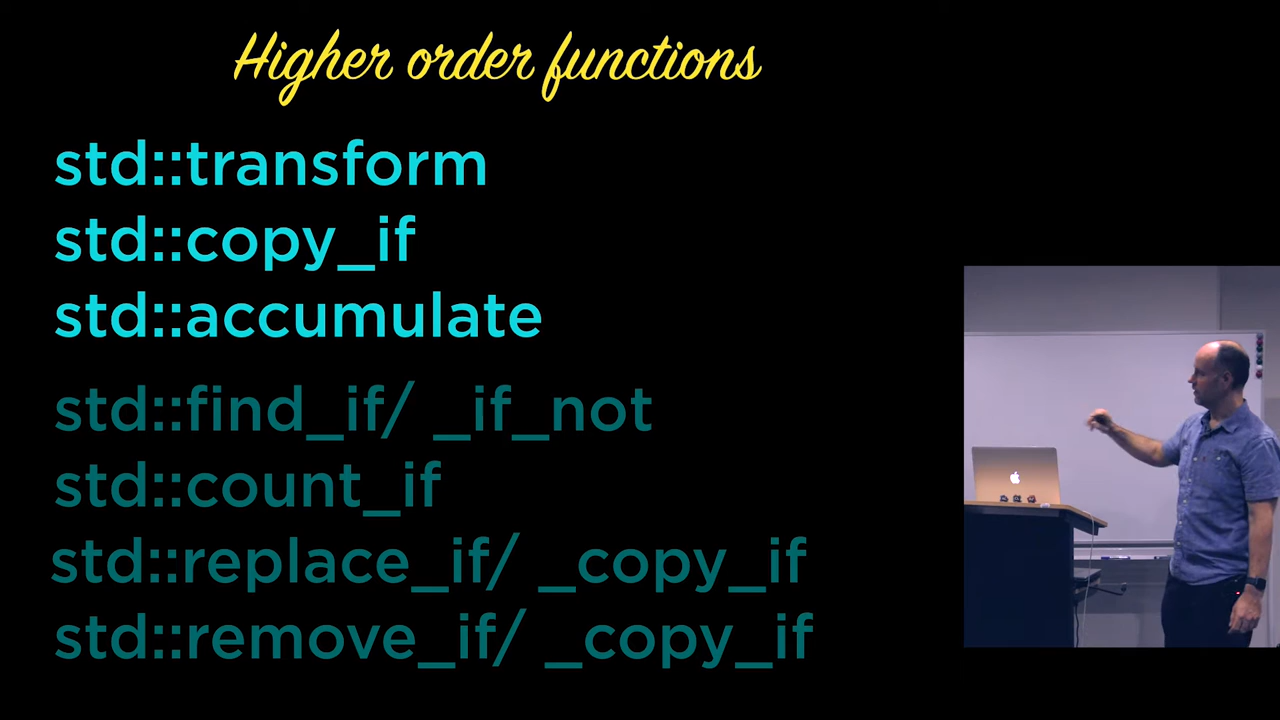 Higher order functions
std::transform
std::copy_if
std::accumulate
std::find_if/ _if_not
std::count_if
std::replace_if/ _copy_if
std::remove_if/ _copy_if